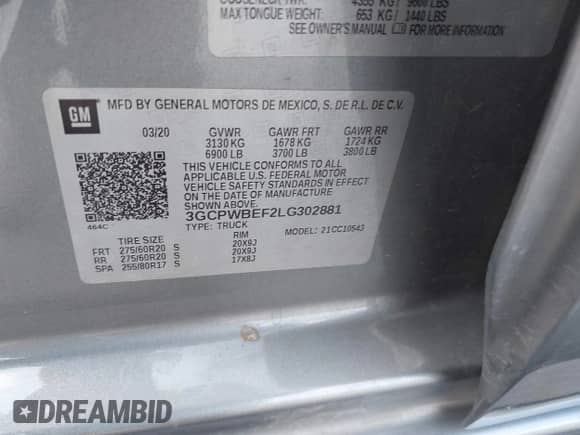 4355 KG / 9600 LBS
MAX TONGUE WEIGHT: 653 KG / 1440 LBS
SEE OWNER'S MANUAL FOR MORE INFORMATION
GM
MFD BY GENERAL MOTORS DE MEXICO, S. DE R.L. DE C.V.
03/20 GVWR GAWR FRT GAWR RR
3130 KG 1678 KG 1724 KG
6900 LB 3700 LB 3800 LB
THIS VEHICLE CONFORMS TO ALL
APPLICABLE U.S. FEDERAL MOTOR
VEHICLE SAFETY STANDARDS IN EFFECT
ON THE DATE OF MANUFACTURE
SHOWN ABOVE.
464C
3GCPWBEF2LG302881
TYPE: TRUCK MODEL: 21CC10543
TIRE SIZE RIM
FRT 275/60R20 S 20X9J
RR 275/60R20 S 20X9J
SPA 255/80R17 S 17X8J
DREAMBID